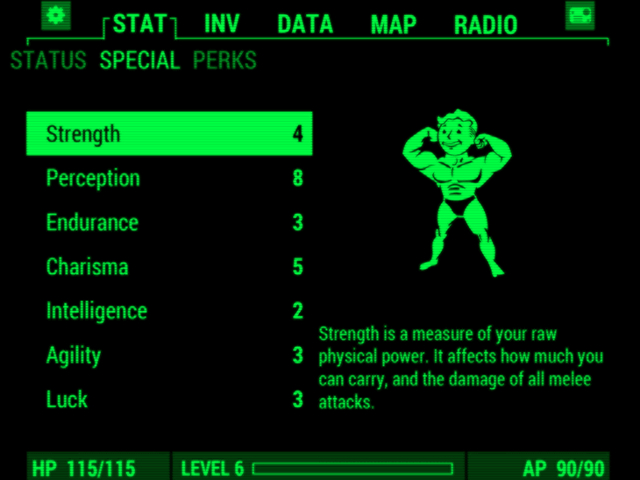 STAT INV DATA MAP RADIO
STATUS SPECIAL PERKS
Strength 4
Perception 8
Endurance 3
Charisma 5
Intelligence 2
Agility 3
Luck 3
Strength is a measure of your raw
physical power. It affects how much you
can carry, and the damage of all melee
attacks.
HP 115/115 LEVEL 6 AP 90/90